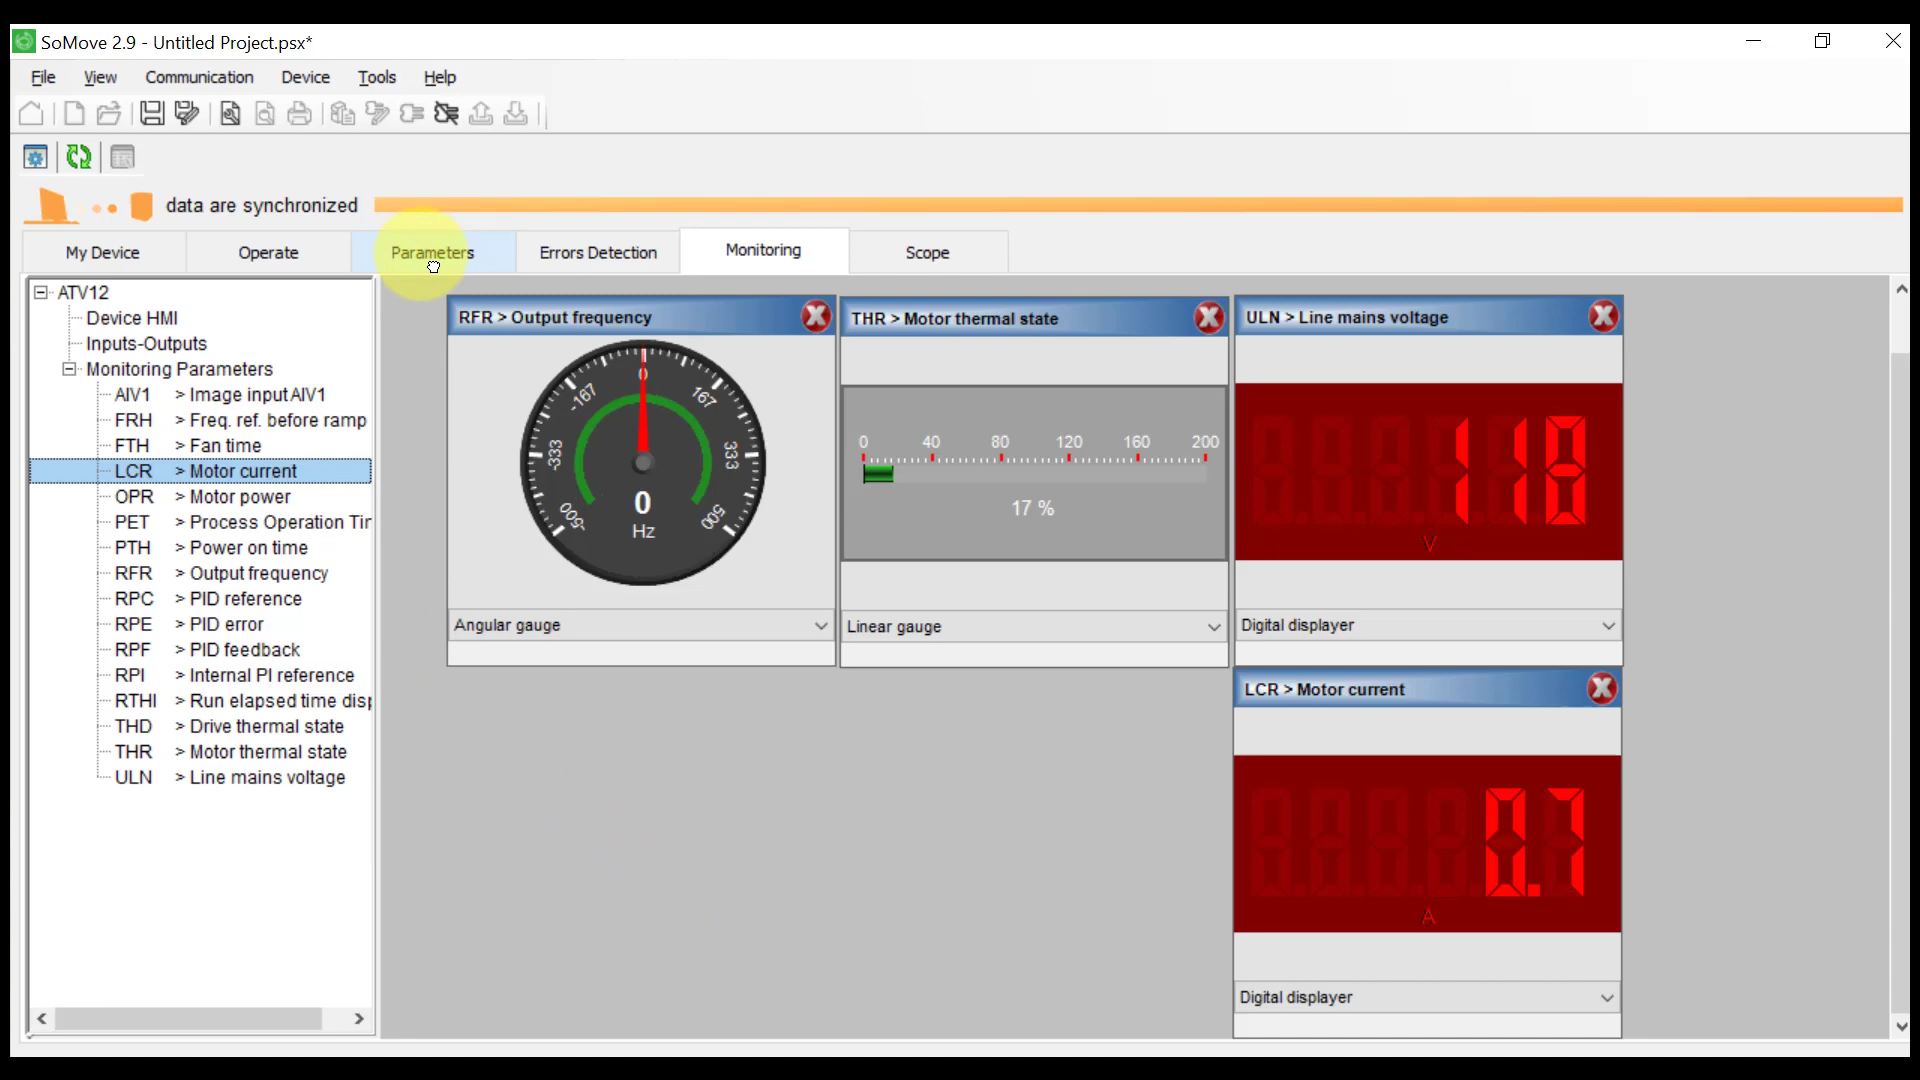 SoMove 2.9 - Untitled Project.psx*
File View Communication Device Tools Help
data are synchronized
My Device Operate Parameters Errors Detection Monitoring Scope
ATV12
Device HMI
Inputs-Outputs
Monitoring Parameters
AIV1 > Image input AIV1
FRH > Freq. ref. before ramp
FTH > Fan time
LCR > Motor current
OPR > Motor power
PET > Process Operation Tir
PTH > Power on time
RFR > Output frequency
RPC > PID reference
RPE > PID error
RPF > PID feedback
RPI > Internal PI reference
RTHI > Run elapsed time disp
THD > Drive thermal state
THR > Motor thermal state
ULN > Line mains voltage
RFR > Output frequency
-500 -333 -167 0 167 333 500
0
Hz
Angular gauge
THR > Motor thermal state
0 40 80 120 160 200
17 %
Linear gauge
ULN > Line mains voltage
118
V
Digital displayer
LCR > Motor current
0.7
A
Digital displayer